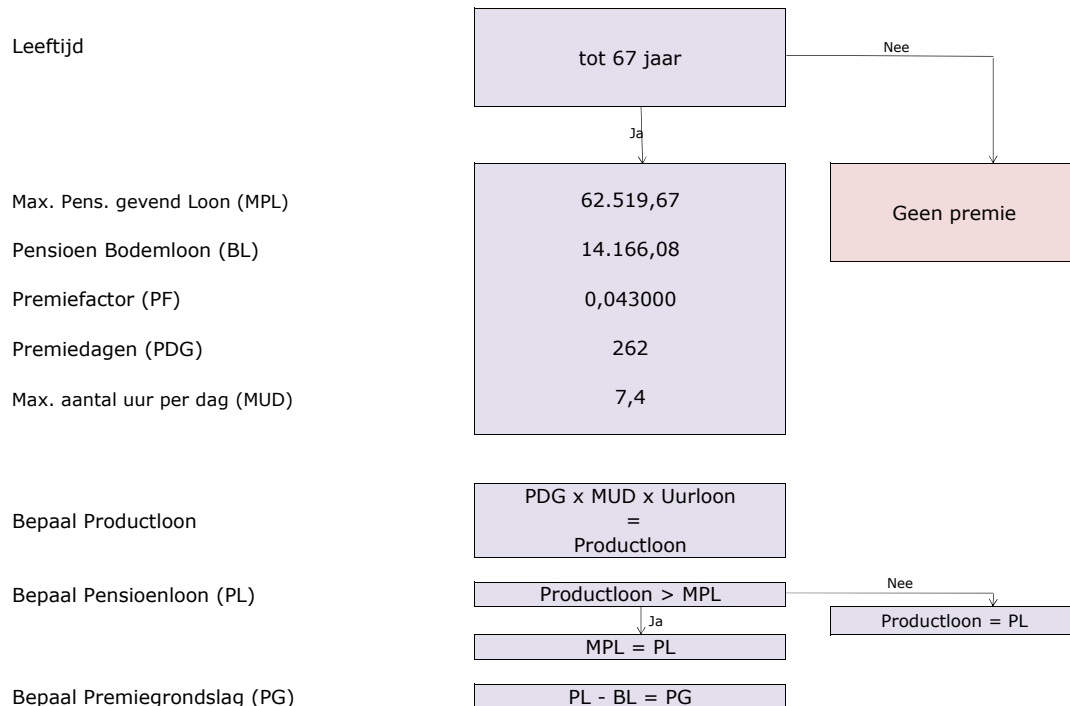 Leeftijd
tot 67 jaar
Nee
Ja
Max. Pens. gevend Loon (MPL)
62.519,67
Geen premie
Pensioen Bodemloon (BL)
14.166,08
Premiefactor (PF)
0,043000
Premiedagen (PDG)
262
Max. aantal uur per dag (MUD)
7,4
Bepaal Productloon
PDG x MUD x Uurloon
=
Productloon
Bepaal Pensioenloon (PL)
Productloon > MPL
Nee
Productloon = PL
Ja
MPL = PL
Bepaal Premiegrondslag (PG)
PL - BL = PG